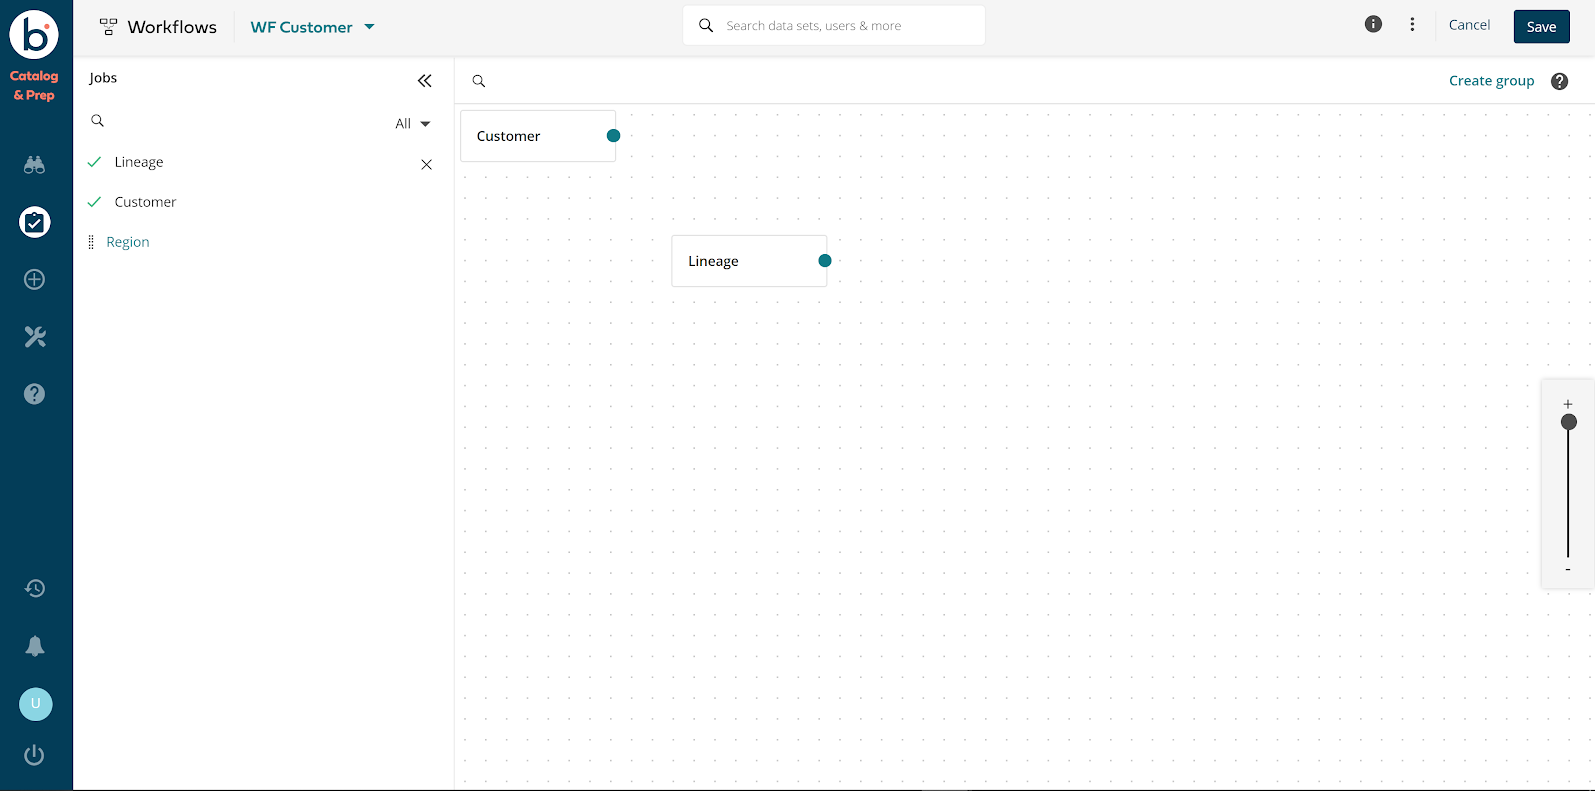 b
Catalog
& Prep
Workflows
WF Customer
Search data sets, users & more
Cancel
Save
Jobs
All
Lineage
Customer
Region
U
Create group
Customer
Lineage
+
-